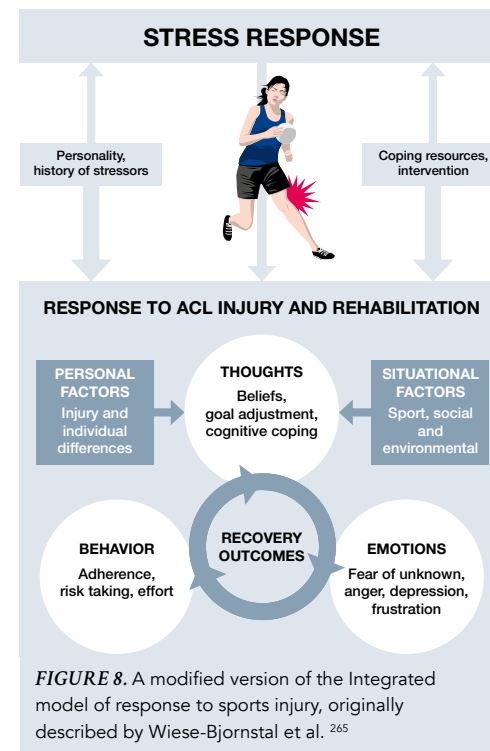 STRESS RESPONSE
Personality,
history of stressors
Coping resources,
intervention
RESPONSE TO ACL INJURY AND REHABILITATION
PERSONAL
FACTORS
Injury and
individual
differences
THOUGHTS
Beliefs,
goal adjustment,
cognitive coping
SITUATIONAL
FACTORS
Sport, social
and
environmental
BEHAVIOR
Adherence,
risk taking, effort
RECOVERY
OUTCOMES
EMOTIONS
Fear of unknown,
anger, depression,
frustration
FIGURE 8. A modified version of the Integrated
model of response to sports injury, originally
described by Wiese-Bjornstal et al. 265